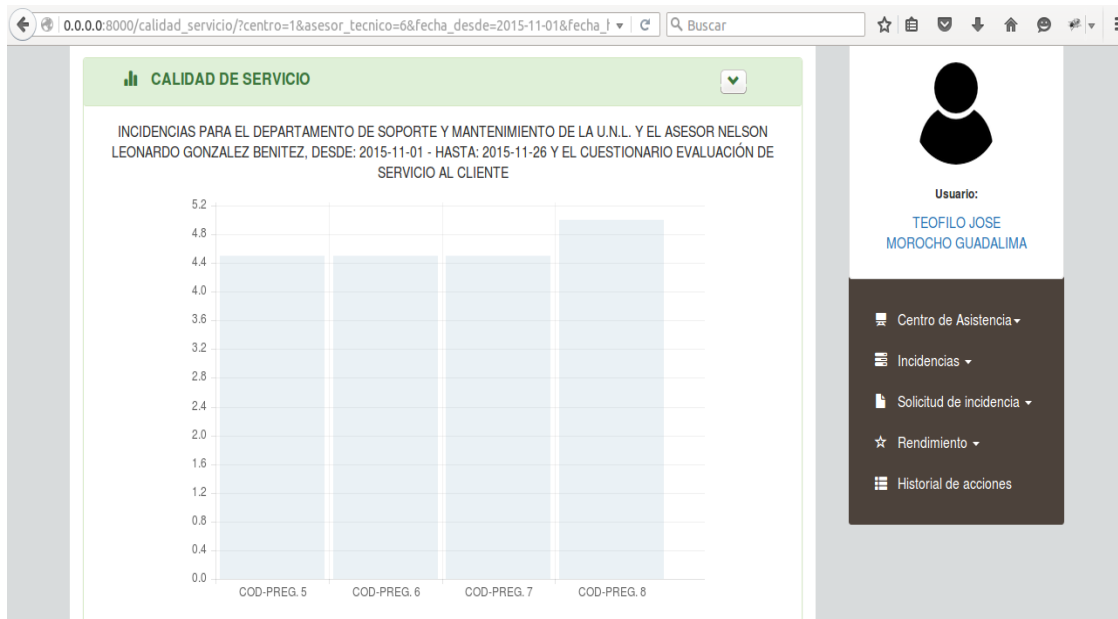 0.0.0.0:8000/calidad_servicio/?centro=1&asesor_tecnico=6&fecha_desde=2015-11-01&fecha_
Buscar
CALIDAD DE SERVICIO
INCIDENCIAS PARA EL DEPARTAMENTO DE SOPORTE Y MANTENIMIENTO DE LA U.N.L. Y EL ASESOR NELSON
LEONARDO GONZALEZ BENITEZ, DESDE: 2015-11-01 - HASTA: 2015-11-26 Y EL CUESTIONARIO EVALUACIÓN DE
SERVICIO AL CLIENTE
5.2
4.8
4.4
4.0
3.6
3.2
2.8
2.4
2.0
1.6
1.2
0.8
0.4
0.0
COD-PREG. 5 COD-PREG. 6 COD-PREG. 7 COD-PREG. 8
Usuario:
TEOFILO JOSE
MOROCHO GUADALIMA
Centro de Asistencia
Incidencias
Solicitud de incidencia
Rendimiento
Historial de acciones